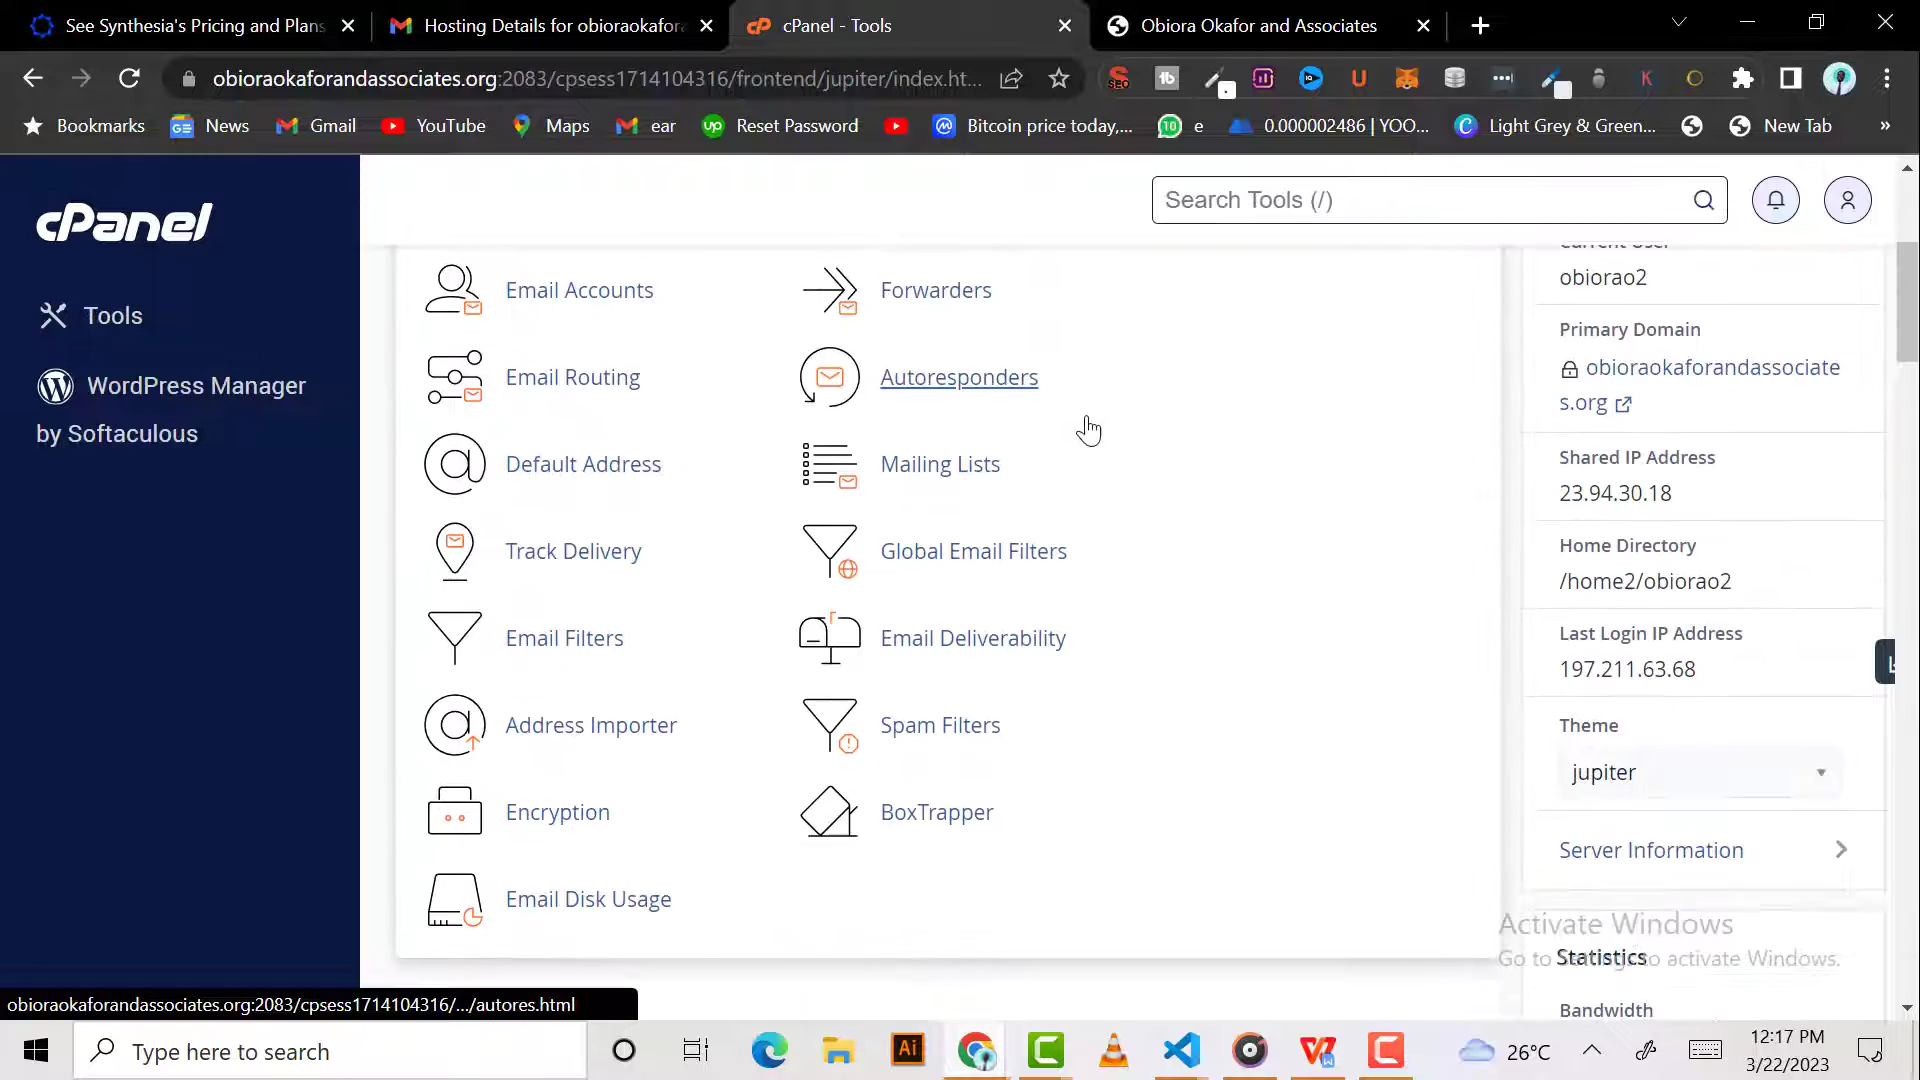 See Synthesia's Pricing and Plans
Hosting Details for obioraokafor
cPanel - Tools
Obiora Okafor and Associates
obioraokaforandassociates.org:2083/cpsess1714104316/frontend/jupiter/index.ht...
Bookmarks
News
Gmail
YouTube
Maps
ear
Reset Password
Bitcoin price today,...
e
0.000002486 | YOO...
Light Grey & Green...
New Tab
»
cPanel
Search Tools (/)
Tools
WordPress Manager
by Softaculous
Email Accounts
Forwarders
Email Routing
Autoresponders
Default Address
Mailing Lists
Track Delivery
Global Email Filters
Email Filters
Email Deliverability
Address Importer
Spam Filters
Encryption
BoxTrapper
Email Disk Usage
Current User
obiorao2
Primary Domain
obioraokaforandassociate
s.org
Shared IP Address
23.94.30.18
Home Directory
/home2/obiorao2
Last Login IP Address
197.211.63.68
Theme
jupiter
Server Information
Activate Windows
Go to Settings to activate Windows.
Statistics
Bandwidth
obioraokaforandassociates.org:2083/cpsess1714104316/.../autores.html
Type here to search
26°C
12:17 PM
3/22/2023